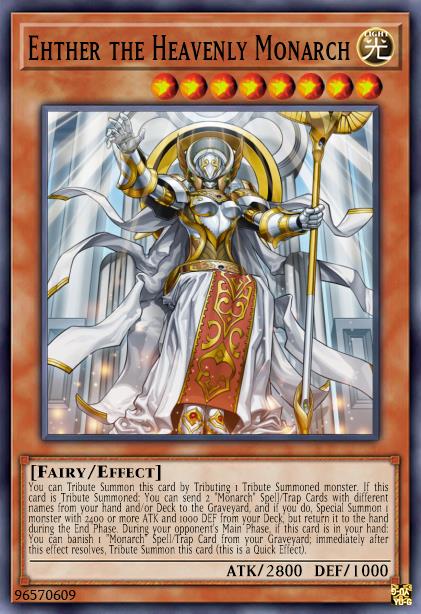 EHTHER THE HEAVENLY MONARCH
LIGHT
光
[FAIRY/EFFECT]
You can Tribute Summon this card by Tributing 1 Tribute Summoned monster. If this
card is Tribute Summoned: You can send 2 "Monarch" Spell/Trap Cards with different
names from your hand and/or Deck to the Graveyard, and if you do, Special Summon 1
monster with 2400 or more ATK and 1000 DEF from your Deck, but return it to the hand
during the End Phase. During your opponent's Main Phase, if this card is in your hand:
You can banish 1 "Monarch" Spell/Trap Card from your Graveyard; immediately after
this effect resolves, Tribute Summon this card (this is a Quick Effect).
ATK/2800 DEF/1000
96570609